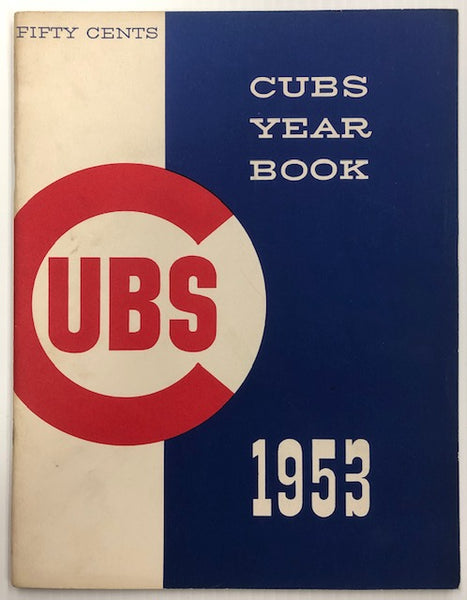 FIFTY CENTS
CUBS
YEAR
BOOK
CUBS
1953